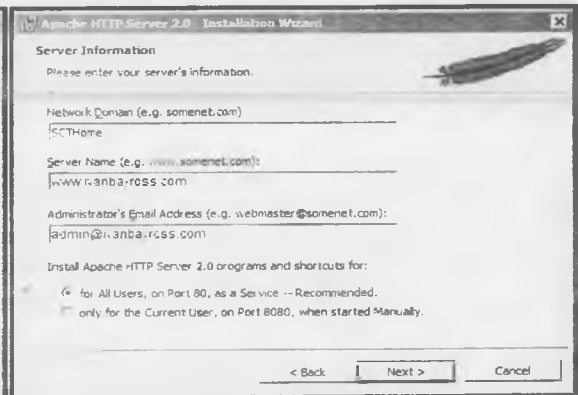 Apache HTTP Server 2.0 - Installation Wizard
Server Information
Please enter your server's information.
Network Domain (e.g. somenet.com)
SCTHome
Server Name (e.g. www.somenet.com):
www.ivanba-ross.com
Administrator's Email Address (e.g. webmaster@somenet.com):
admin@ivanba-ross.com
Install Apache HTTP Server 2.0 programs and shortcuts for:
for All Users, on Port 80, as a Service -- Recommended.
only for the Current User, on Port 8080, when started Manually.
< Back Next > Cancel